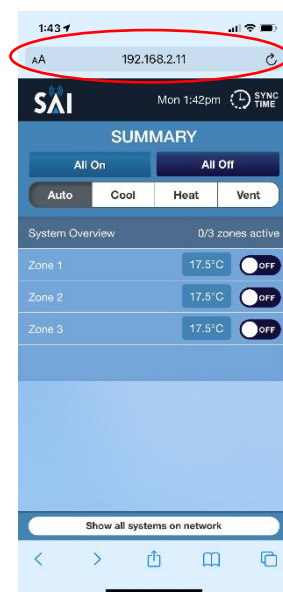 1:43
AA 192.168.2.11
SAI Mon 1:42pm SYNC TIME
SUMMARY
All On All Off
Auto Cool Heat Vent
System Overview 0/3 zones active
Zone 1 17.5°C OFF
Zone 2 17.5°C OFF
Zone 3 17.5°C OFF
Show all systems on network